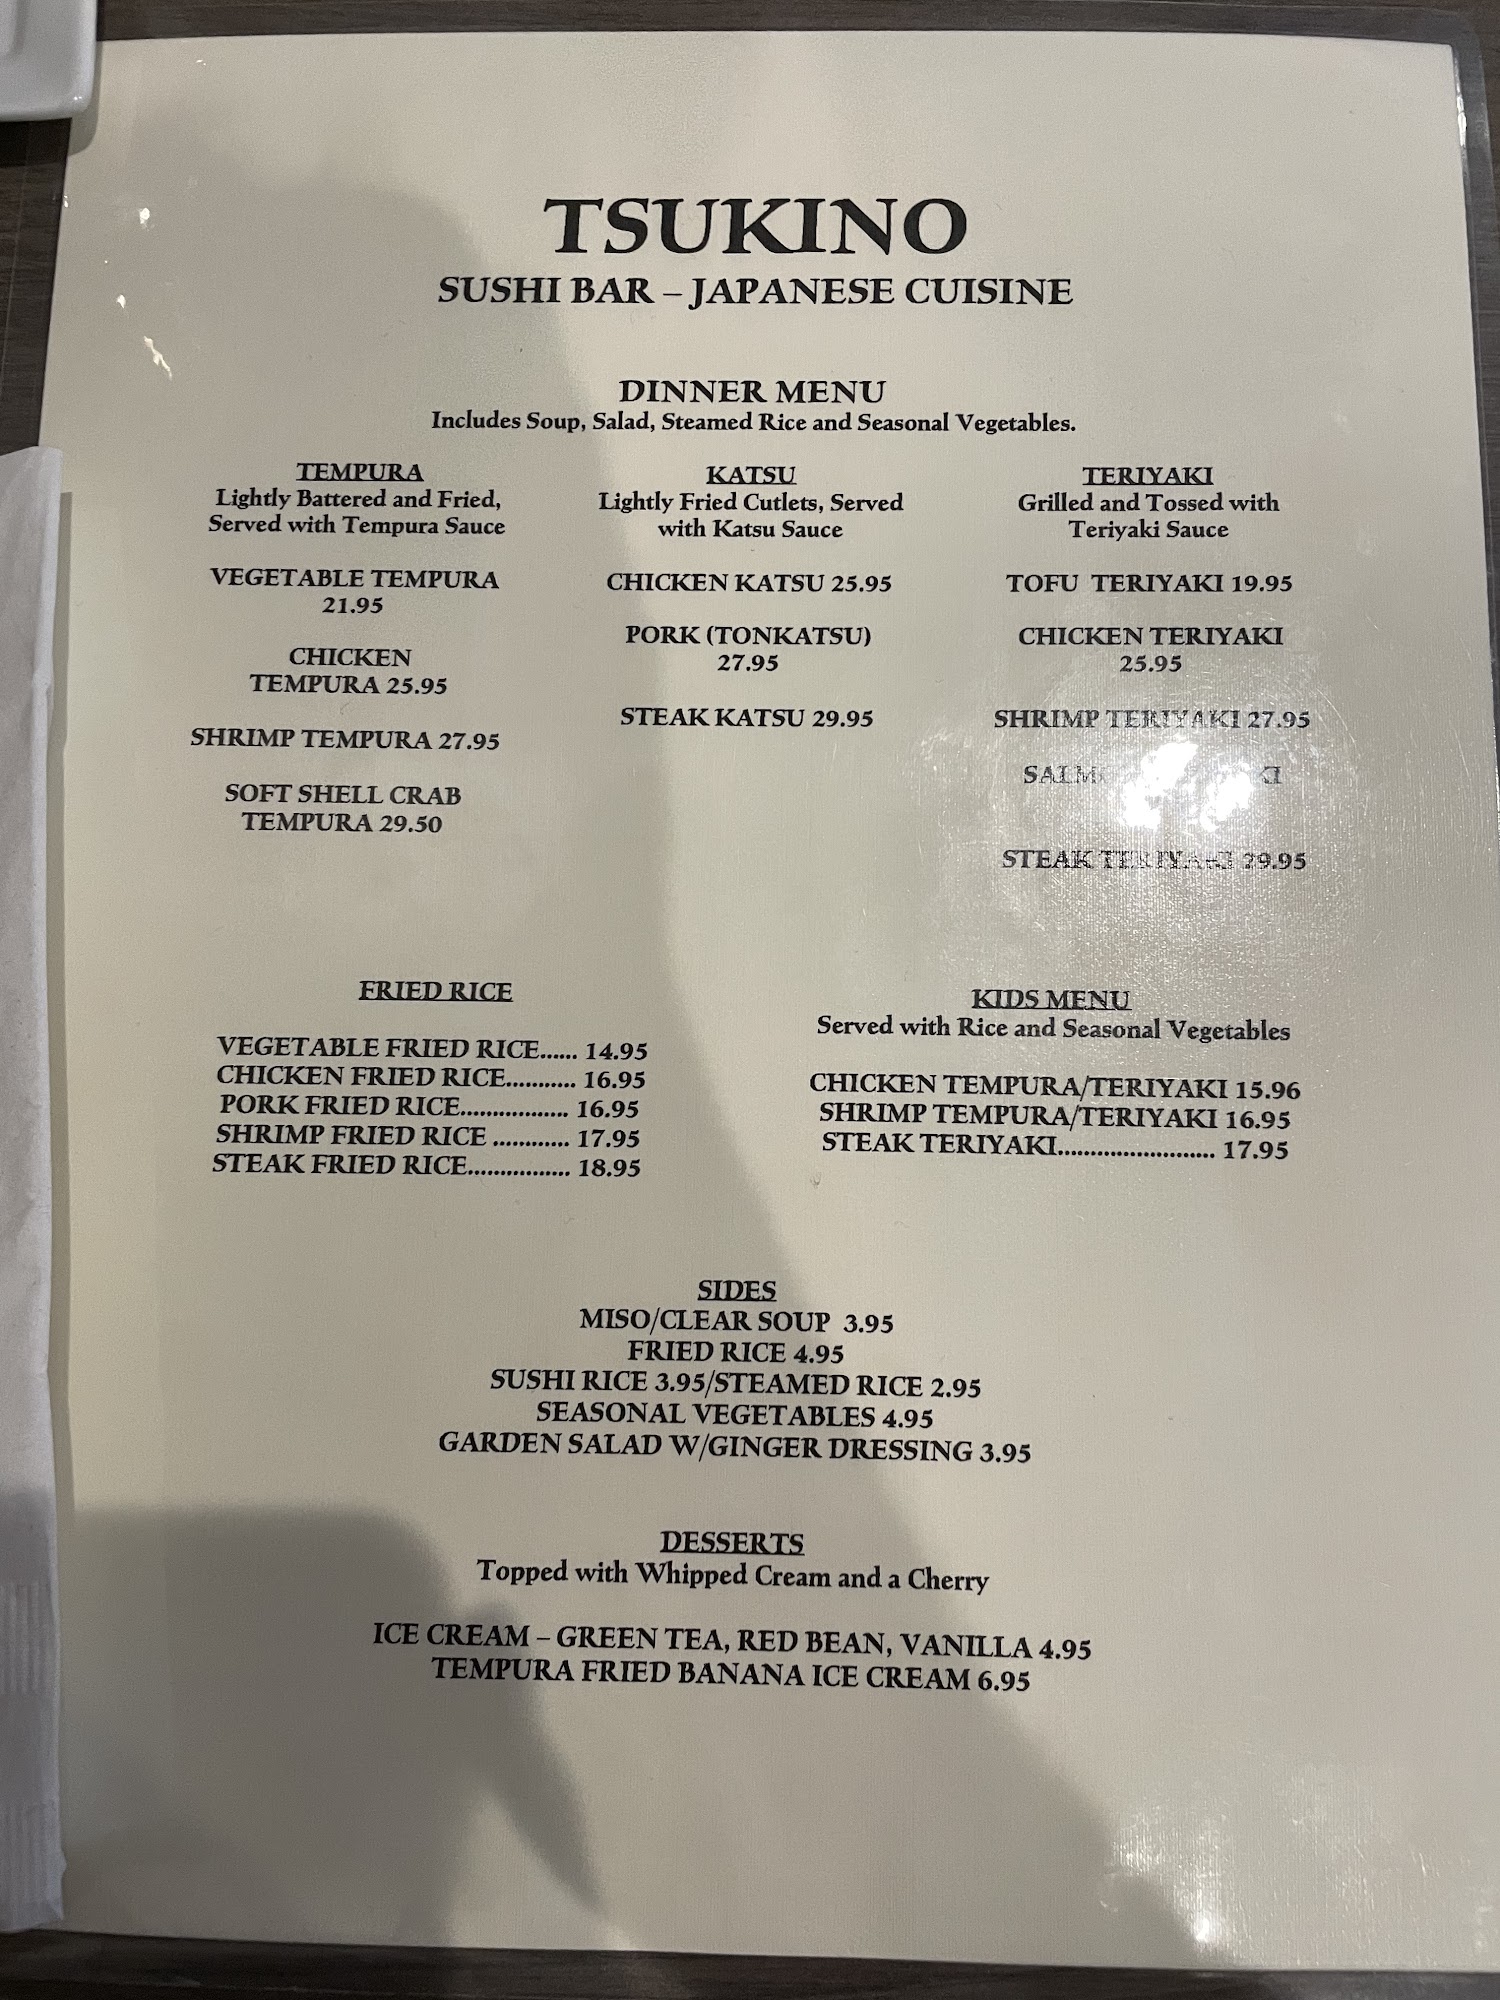 TSUKINO
SUSHI BAR – JAPANESE CUISINE
DINNER MENU
Includes Soup, Salad, Steamed Rice and Seasonal Vegetables.
TEMPURA
Lightly Battered and Fried,
Served with Tempura Sauce
VEGETABLE TEMPURA
21.95
CHICKEN
TEMPURA 25.95
SHRIMP TEMPURA 27.95
SOFT SHELL CRAB
TEMPURA 29.50
KATSU
Lightly Fried Cutlets, Served
with Katsu Sauce
CHICKEN KATSU 25.95
PORK (TONKATSU)
27.95
STEAK KATSU 29.95
TERIYAKI
Grilled and Tossed with
Teriyaki Sauce
TOFU TERIYAKI 19.95
CHICKEN TERIYAKI
25.95
SHRIMP TERIYAKI 27.95
STEAK TERIYAKI 29.95
FRIED RICE
VEGETABLE FRIED RICE...... 14.95
CHICKEN FRIED RICE........... 16.95
PORK FRIED RICE................. 16.95
SHRIMP FRIED RICE ............ 17.95
STEAK FRIED RICE................ 18.95
KIDS MENU
Served with Rice and Seasonal Vegetables
CHICKEN TEMPURA/TERIYAKI 15.96
SHRIMP TEMPURA/TERIYAKI 16.95
STEAK TERIYAKI........................ 17.95
SIDES
MISO/CLEAR SOUP 3.95
FRIED RICE 4.95
SUSHI RICE 3.95/STEAMED RICE 2.95
SEASONAL VEGETABLES 4.95
GARDEN SALAD W/GINGER DRESSING 3.95
DESSERTS
Topped with Whipped Cream and a Cherry
ICE CREAM – GREEN TEA, RED BEAN, VANILLA 4.95
TEMPURA FRIED BANANA ICE CREAM 6.95